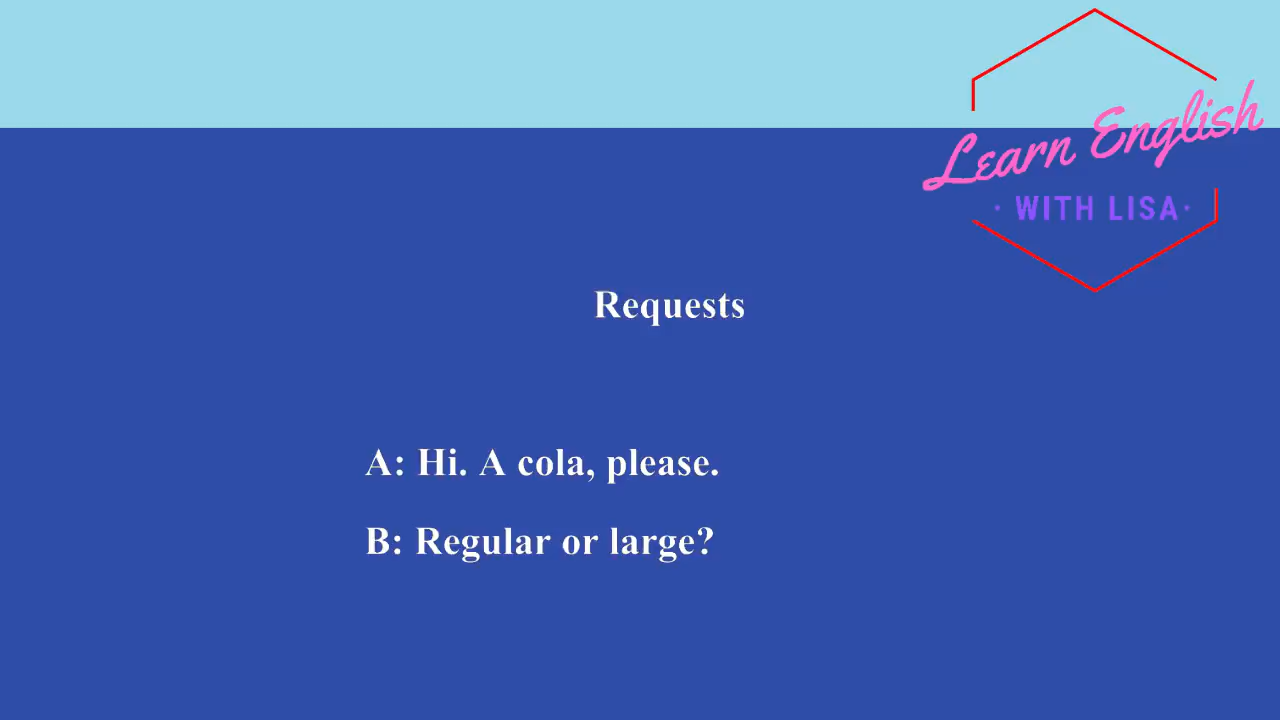 Learn English
· WITH LISA·
Requests
A: Hi. A cola, please.
B: Regular or large?